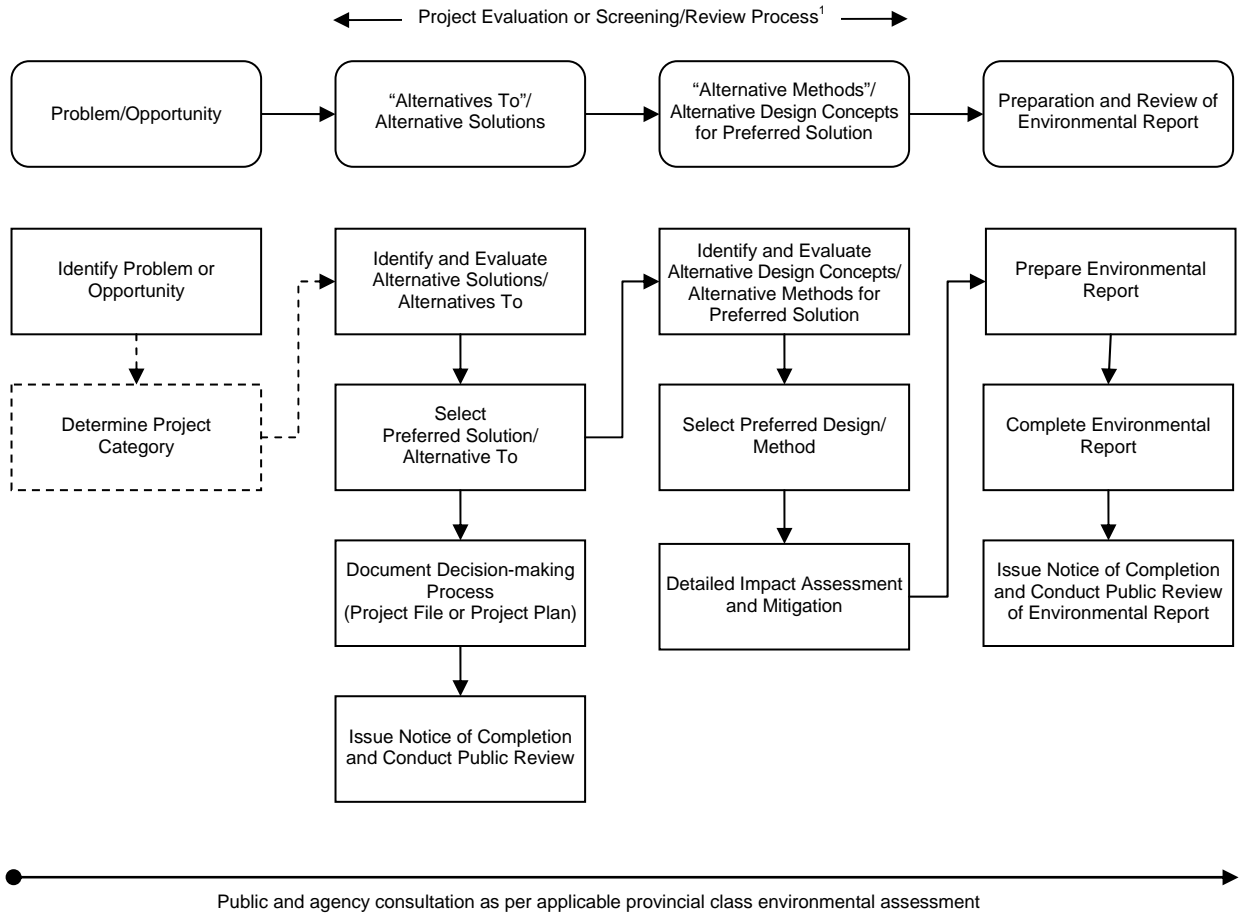 Project Evaluation or Screening/Review Process1
Problem/Opportunity
“Alternatives To”/
Alternative Solutions
“Alternative Methods”/
Alternative Design Concepts
for Preferred Solution
Preparation and Review of
Environmental Report
Identify Problem or
Opportunity
Identify and Evaluate
Alternative Solutions/
Alternatives To
Identify and Evaluate
Alternative Design Concepts/
Alternative Methods for
Preferred Solution
Prepare Environmental
Report
Determine Project
Category
Select
Preferred Solution/
Alternative To
Select Preferred Design/
Method
Complete Environmental
Report
Document Decision-making
Process
(Project File or Project Plan)
Detailed Impact Assessment
and Mitigation
Issue Notice of Completion
and Conduct Public Review
of Environmental Report
Issue Notice of Completion
and Conduct Public Review
Public and agency consultation as per applicable provincial class environmental assessment